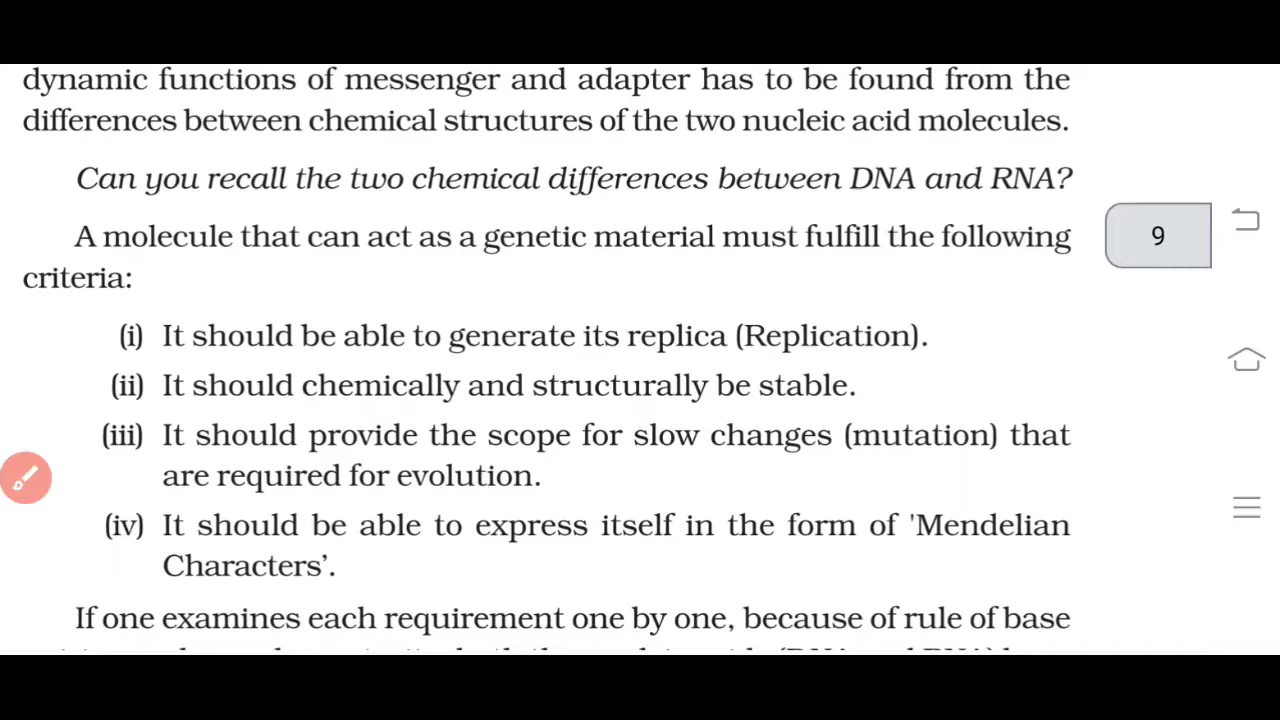 dynamic functions of messenger and adapter has to be found from the
differences between chemical structures of the two nucleic acid molecules.
Can you recall the two chemical differences between DNA and RNA?
A molecule that can act as a genetic material must fulfill the following
criteria:
(i) It should be able to generate its replica (Replication).
(ii) It should chemically and structurally be stable.
(iii) It should provide the scope for slow changes (mutation) that
are required for evolution.
(iv) It should be able to express itself in the form of 'Mendelian
Characters’.
If one examines each requirement one by one, because of rule of base
9